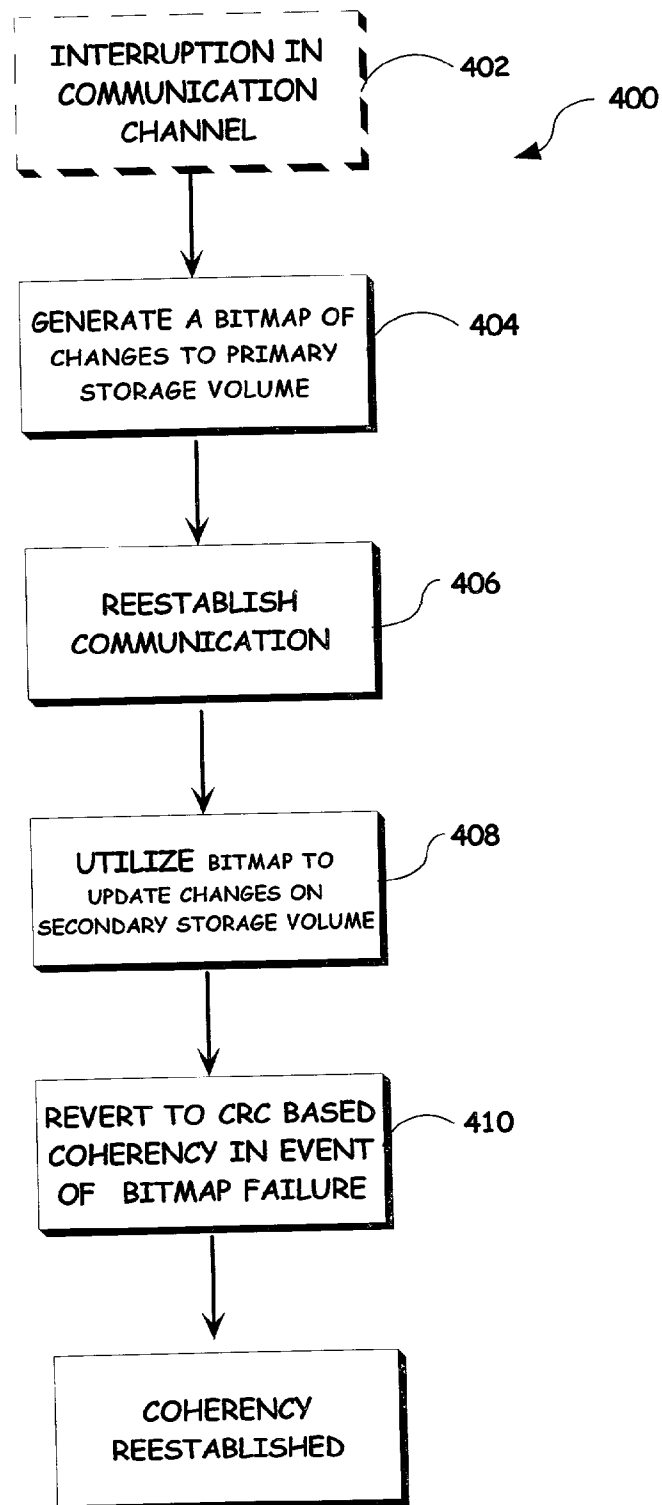 INTERRUPTION IN
COMMUNICATION
CHANNEL
402
400
GENERATE A BITMAP OF
CHANGES TO PRIMARY
STORAGE VOLUME
404
REESTABLISH
COMMUNICATION
406
UTILIZE BITMAP TO
UPDATE CHANGES ON
SECONDARY STORAGE VOLUME
408
REVERT TO CRC BASED
COHERENCY IN EVENT
OF BITMAP FAILURE
410
COHERENCY
REESTABLISHED